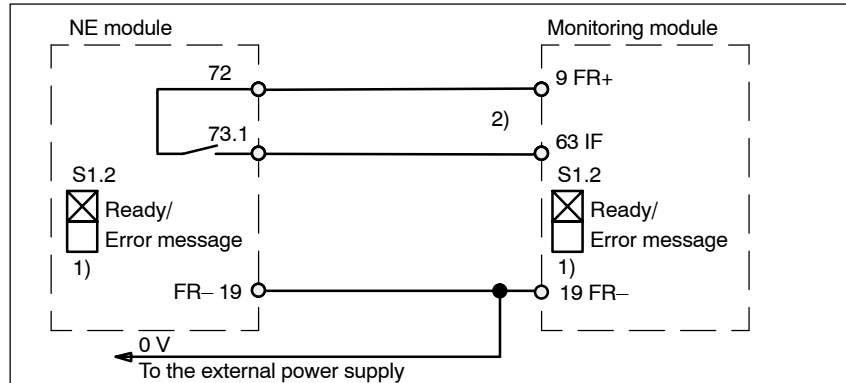 NE module
Monitoring module
72
9 FR+
2)
73.1
63 IF
S1.2
Ready/
Error message
1)
S1.2
Ready/
Error message
1)
FR– 19
19 FR–
0 V
To the external power supply